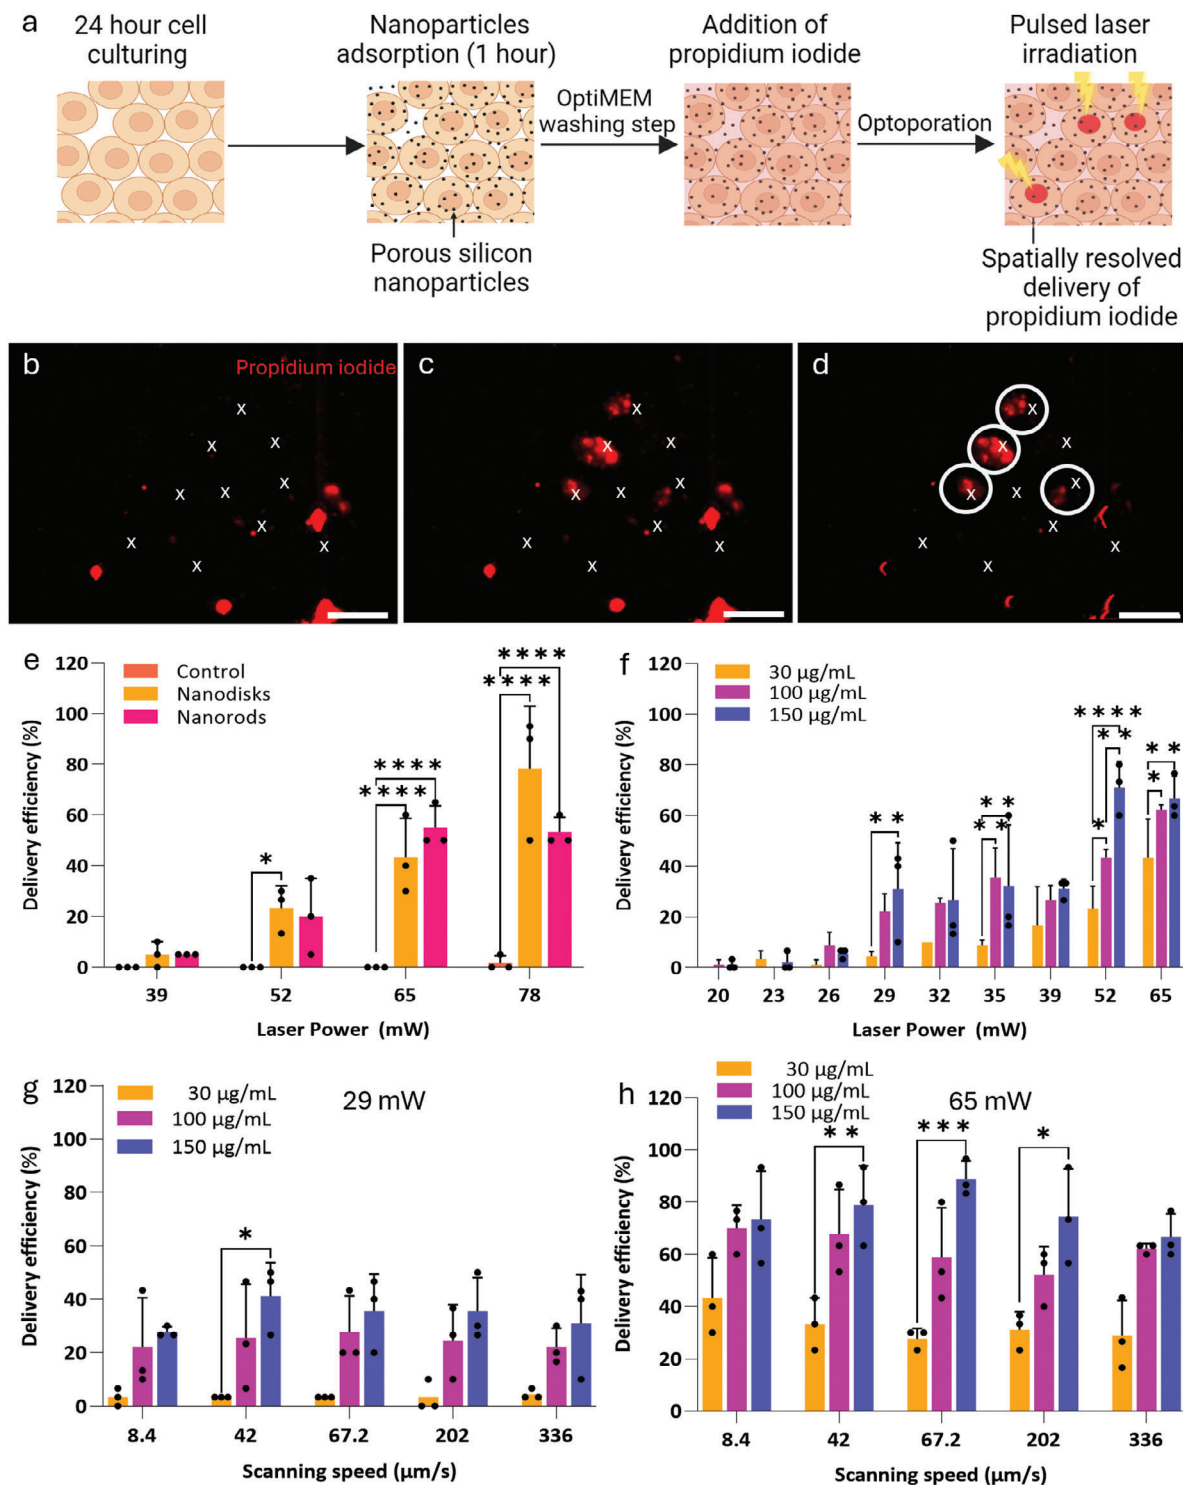 a
24 hour cell
culturing
Nanoparticles
adsorption (1 hour)
Addition of
propidium iodide
Pulsed laser
irradiation
OptiMEM
washing step
Optoporation
Porous silicon
nanoparticles
Spatially resolved
delivery of
propidium iodide
b
Propidium iodide
x
x x
x x x
x
x x
x
c
x
x x
x x x
x
x x
x
d
x
x x
x x x
x
x x
x
e
Control
Nanodisks
Nanorods
Delivery efficiency (%)
120
100
80
60
40
20
0
*
****
****
****
****
39 52 65 78
Laser Power (mW)
f
30 µg/mL
100 µg/mL
150 µg/mL
Delivery efficiency (%)
120
100
80
60
40
20
0
**
**
**
****
**
*
**
*
20 23 26 29 32 35 39 52 65
Laser Power (mW)
g
30 µg/mL
100 µg/mL
150 µg/mL
29 mW
Delivery efficiency (%)
120
100
80
60
40
20
0
*
8.4 42 67.2 202 336
Scanning speed (µm/s)
h
30 µg/mL
100 µg/mL
150 µg/mL
65 mW
Delivery efficiency (%)
120
100
80
60
40
20
0
**
***
*
8.4 42 67.2 202 336
Scanning speed (µm/s)